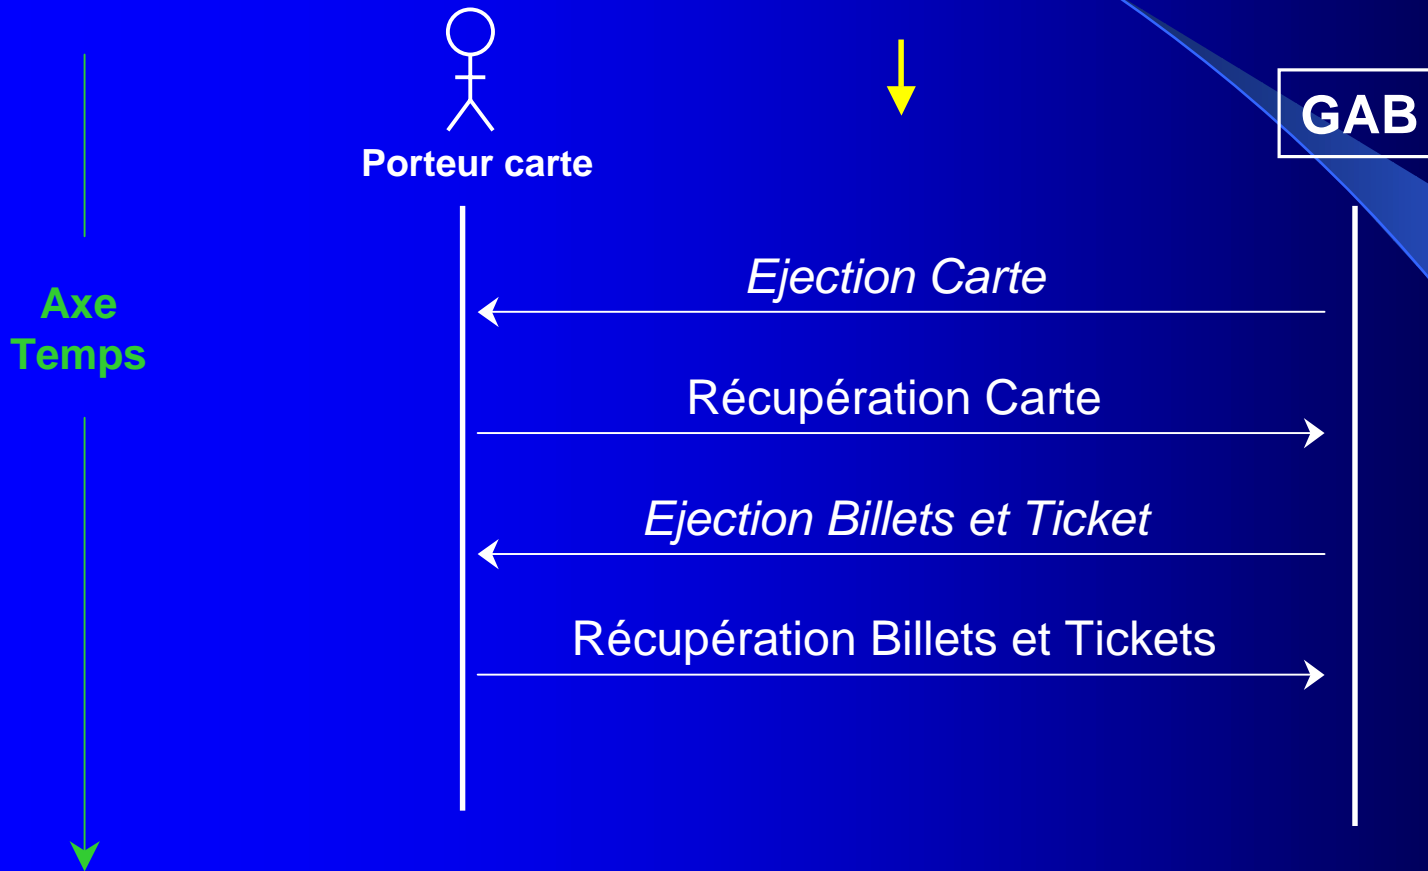 GAB
Porteur carte
Ejection Carte
Axe
Temps
Récupération Carte
Ejection Billets et Ticket
Récupération Billets et Tickets